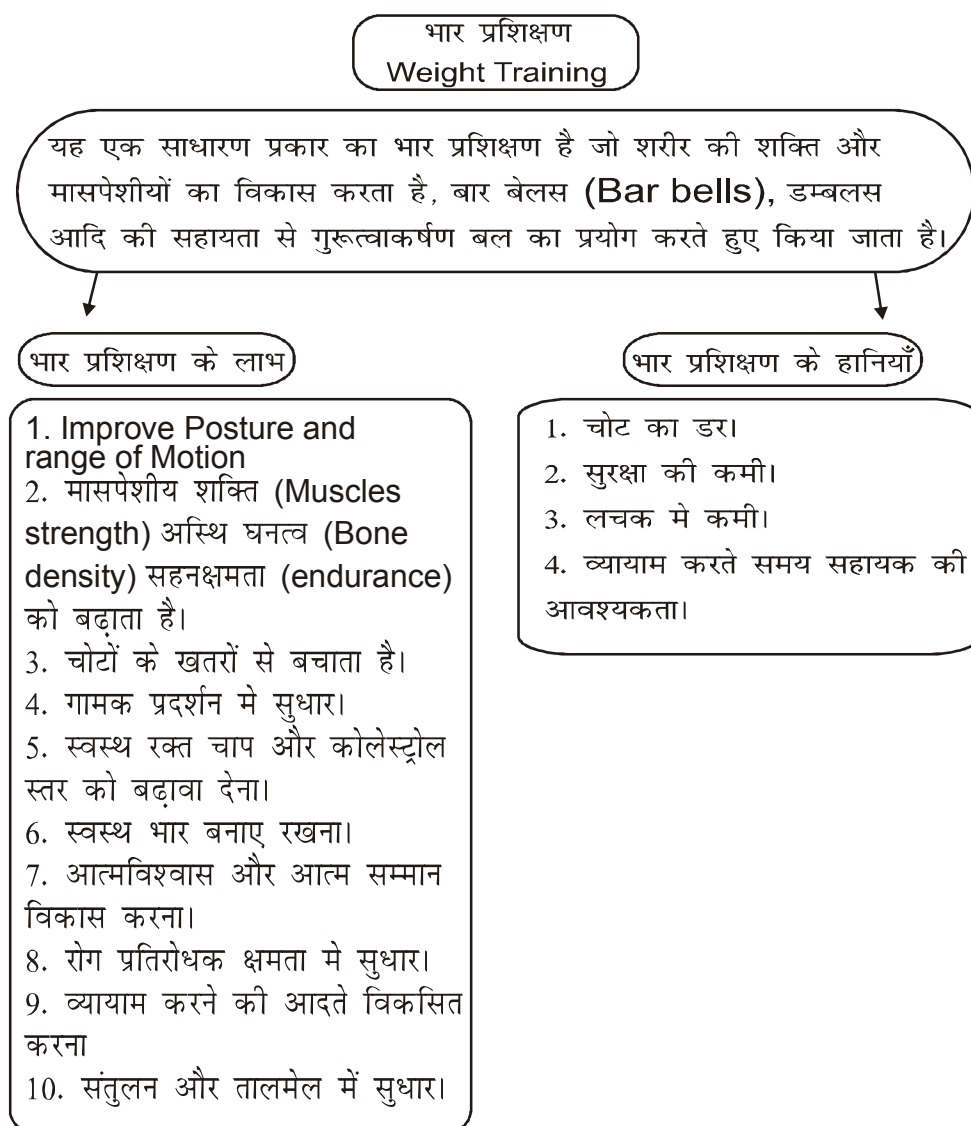 भार प्रशिक्षण
Weight Training
यह एक साधारण प्रकार का भार प्रशिक्षण है जो शरीर की शक्ति और
मासपेशीयों का विकास करता है, बार बेलस (Bar bells), डम्बलस
आदि की सहायता से गुरूत्वाकर्षण बल का प्रयोग करते हुए किया जाता है।
भार प्रशिक्षण के लाभ
1. Improve Posture and
range of Motion
2. मासपेशीय शक्ति (Muscles
strength) अस्थि घनत्व (Bone
density) सहनक्षमता (endurance)
को बढ़ाता है।
3. चोटों के खतरों से बचाता है।
4. गामक प्रदर्शन मे सुधार।
5. स्वस्थ रक्त चाप और कोलेस्ट्रोल
स्तर को बढ़ावा देना।
6. स्वस्थ भार बनाए रखना।
7. आत्मविश्वास और आत्म सम्मान
विकास करना।
8. रोग प्रतिरोधक क्षमता मे सुधार।
9. व्यायाम करने की आदते विकसित
करना
10. संतुलन और तालमेल में सुधार।
भार प्रशिक्षण के हानियाँ
1. चोट का डर।
2. सुरक्षा की कमी।
3. लचक मे कमी।
4. व्यायाम करते समय सहायक की
आवश्यकता।